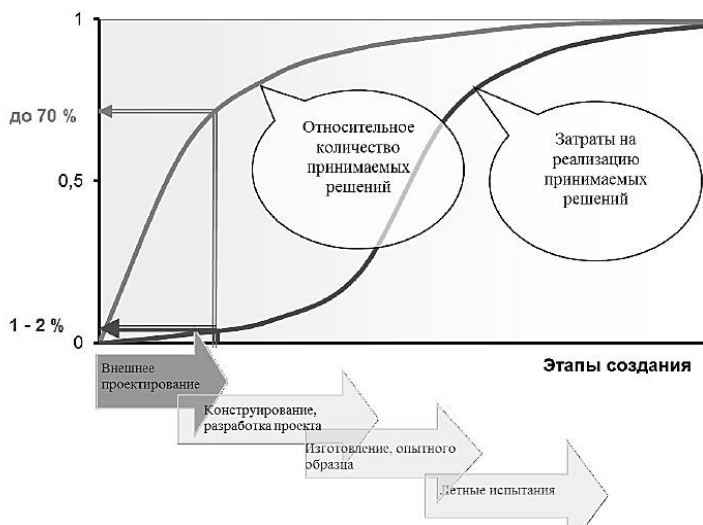 1
до 70 %
0,5
1 - 2 %
0
Относительное
количество
принимаемых
решений
Затраты на
реализацию
принимаемых
решений
Этапы создания
Внешнее
проектирование
Конструирование,
разработка проекта
Изготовление, опытного
образца
Летные испытания